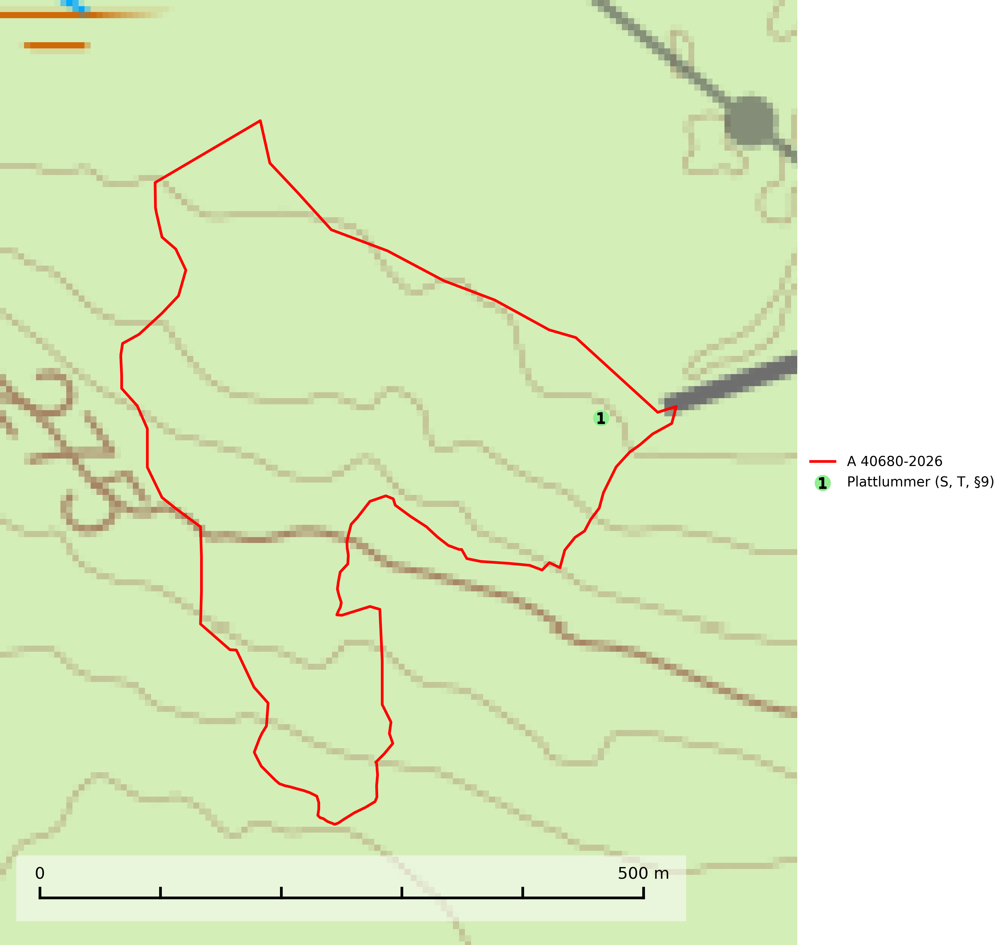 1
A 40680-2026
1 Plattlummer (S, T, §9)
0 500 m